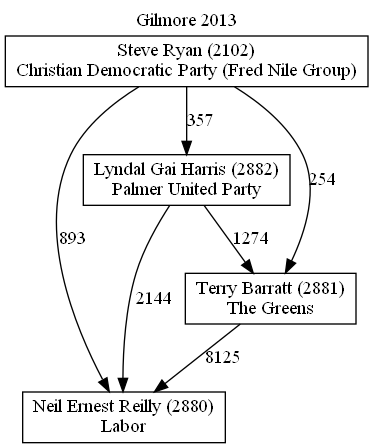 Gilmore 2013
Steve Ryan (2102)
Christian Democratic Party (Fred Nile Group)
357
Lyndal Gai Harris (2882)
Palmer United Party
254
893
1274
2144
Terry Barratt (2881)
The Greens
8125
Neil Ernest Reilly (2880)
Labor